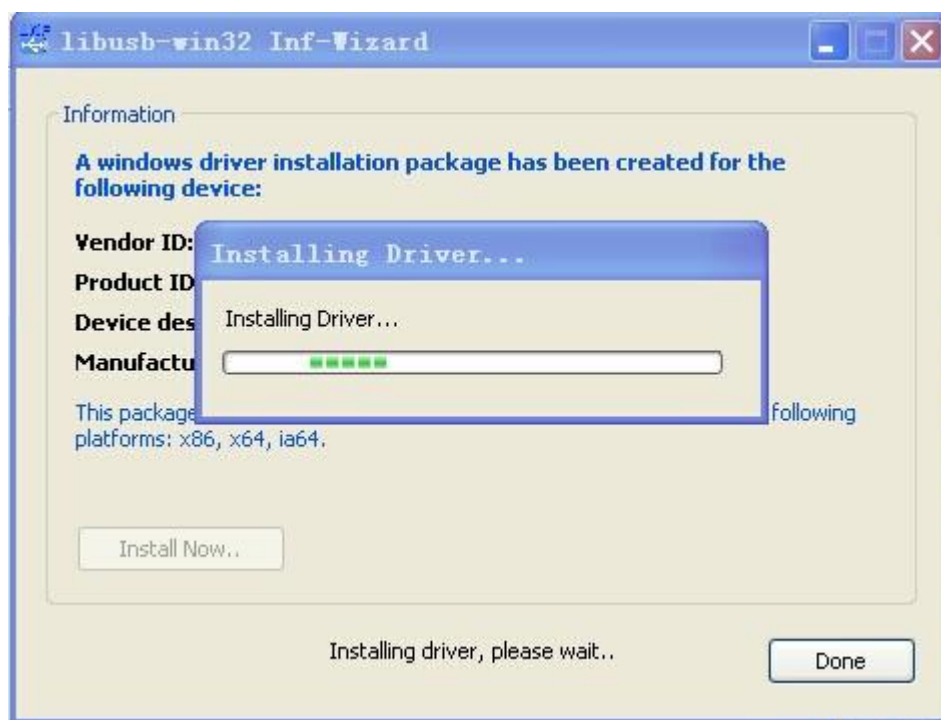 libusb-win32 Inf-Wizard
Information
A windows driver installation package has been created for the
following device:
Vendor ID:
Product ID
Device des
Manufactu
Installing Driver...
Installing Driver...
This package
following
platforms: x86, x64, ia64.
Install Now..
Installing driver, please wait..
Done